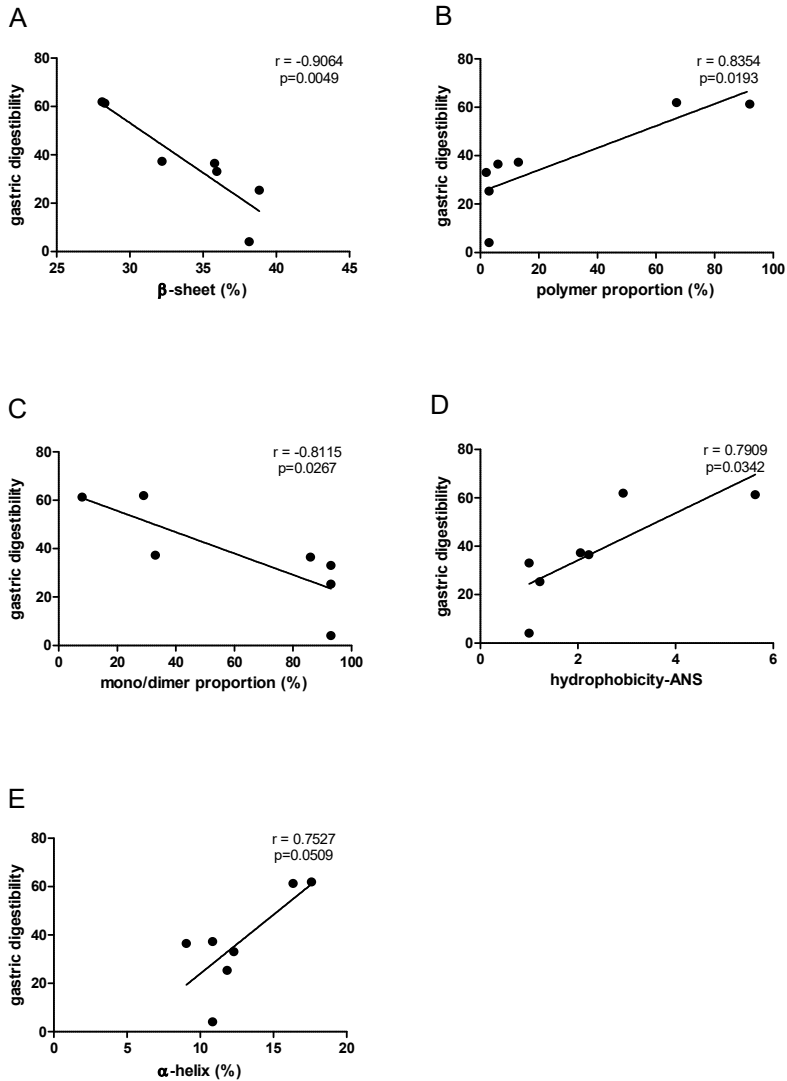 A
r = -0.9064
p=0.0049
gastric digestibility
80
60
40
20
0
25 30 35 40 45
β-sheet (%)
B
r = 0.8354
p=0.0193
gastric digestibility
80
60
40
20
0
0 20 40 60 80 100
polymer proportion (%)
C
r = -0.8115
p=0.0267
gastric digestibility
80
60
40
20
0
0 20 40 60 80 100
mono/dimer proportion (%)
D
r = 0.7909
p=0.0342
gastric digestibility
80
60
40
20
0
0 2 4 6
hydrophobicity-ANS
E
r = 0.7527
p=0.0509
gastric digestibility
80
60
40
20
0
0 5 10 15 20
α-helix (%)